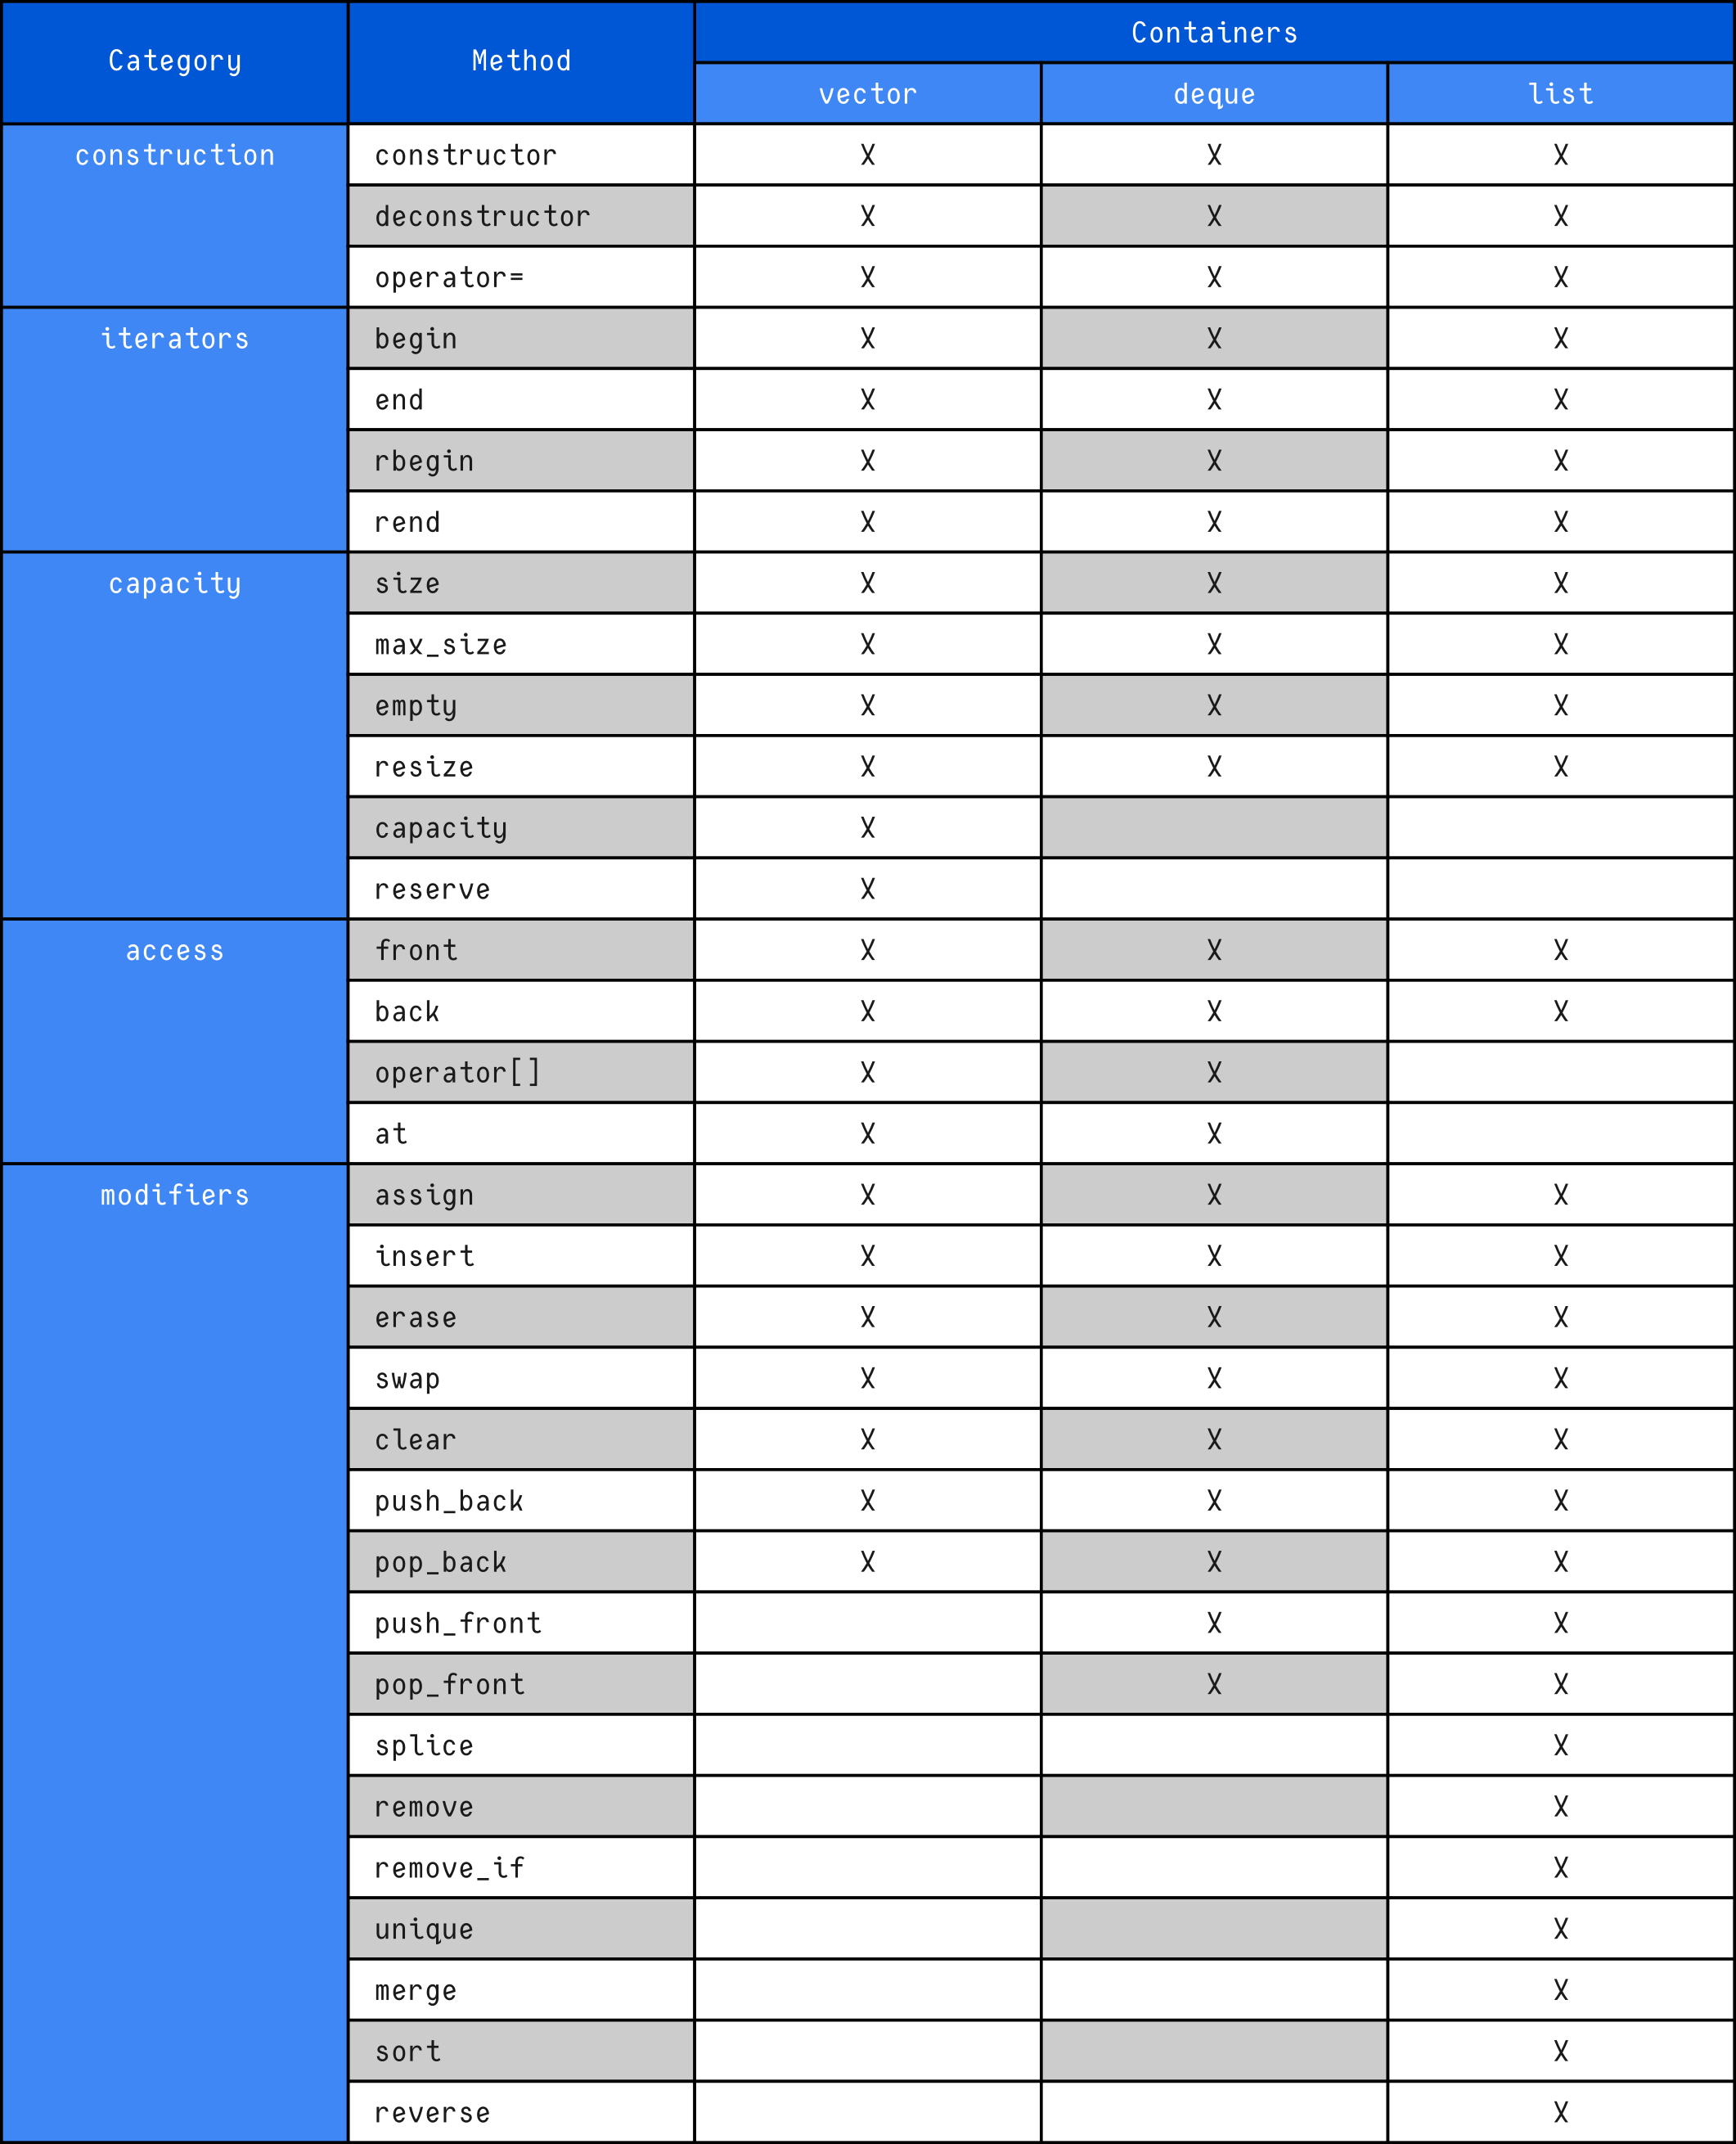 Category Method Containers
vector deque list
construction constructor X X X
deconstructor X X X
operator= X X X
iterators begin X X X
end X X X
rbegin X X X
rend X X X
capacity size X X X
max_size X X X
empty X X X
resize X X X
capacity X
reserve X
access front X X X
back X X X
operator[] X X
at X X
modifiers assign X X X
insert X X X
erase X X X
swap X X X
clear X X X
push_back X X X
pop_back X X X
push_front X X
pop_front X X
splice X
remove X
remove_if X
unique X
merge X
sort X
reverse X